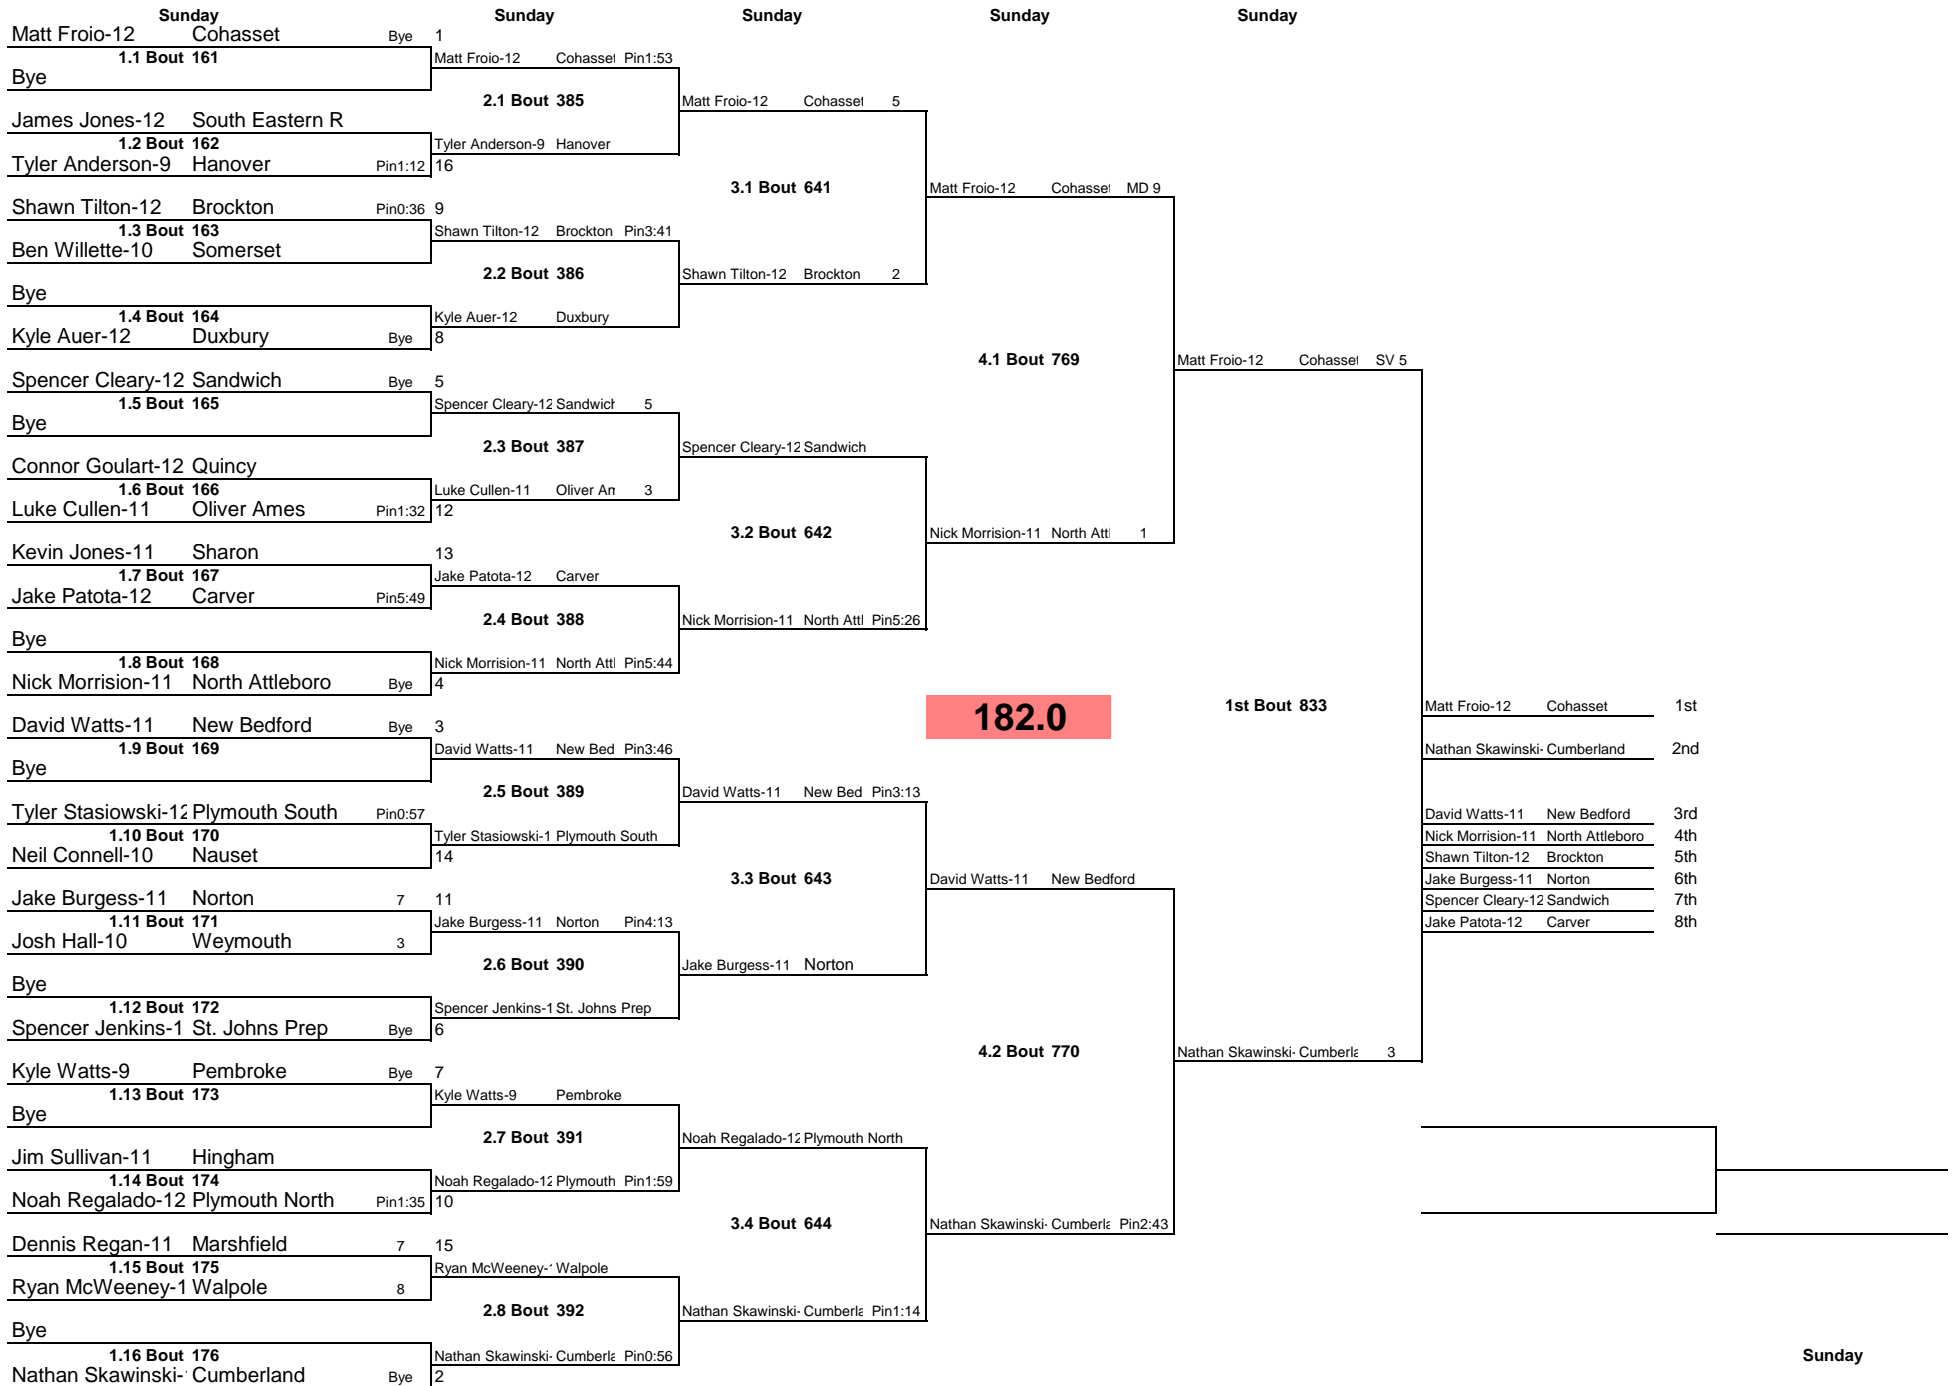 Sunday Sunday Sunday Sunday Sunday
Matt Froio-12 Cohasset Bye 1
1.1 Bout 161
Matt Froio-12 Cohasset Pin1:53
Bye
2.1 Bout 385
Matt Froio-12 Cohasset 5
James Jones-12 South Eastern R
1.2 Bout 162
Tyler Anderson-9 Hanover
Tyler Anderson-9 Hanover Pin1:12 16
3.1 Bout 641
Matt Froio-12 Cohasset MD 9
Shawn Tilton-12 Brockton Pin0:36 9
1.3 Bout 163
Shawn Tilton-12 Brockton Pin3:41
Ben Willette-10 Somerset
2.2 Bout 386
Shawn Tilton-12 Brockton 2
Bye
1.4 Bout 164
Kyle Auer-12 Duxbury
Kyle Auer-12 Duxbury Bye 8
4.1 Bout 769
Matt Froio-12 Cohasset SV 5
Spencer Cleary-12 Sandwich Bye 5
1.5 Bout 165
Spencer Cleary-12 Sandwich 5
Bye
2.3 Bout 387
Spencer Cleary-12 Sandwich
Connor Goulart-12 Quincy
1.6 Bout 166
Luke Cullen-11 Oliver Am 3
Luke Cullen-11 Oliver Ames Pin1:32 12
3.2 Bout 642
Nick Morrision-11 North Attl 1
Kevin Jones-11 Sharon 13
1.7 Bout 167
Jake Patota-12 Carver
Jake Patota-12 Carver Pin5:49
2.4 Bout 388
Nick Morrision-11 North Attl Pin5:26
Bye
1.8 Bout 168
Nick Morrision-11 North Attl Pin5:44
Nick Morrision-11 North Attleboro Bye 4
182.0
1st Bout 833
Matt Froio-12 Cohasset 1st
David Watts-11 New Bedford Bye 3
1.9 Bout 169
David Watts-11 New Bed Pin3:46
Nathan Skawinski- Cumberland 2nd
Bye
2.5 Bout 389
David Watts-11 New Bed Pin3:13
Tyler Stasiowski-12 Plymouth South Pin0:57
David Watts-11 New Bedford 3rd
1.10 Bout 170
Tyler Stasiowski-1 Plymouth South
Nick Morrision-11 North Attleboro 4th
Neil Connell-10 Nauset 14
Shawn Tilton-12 Brockton 5th
3.3 Bout 643
David Watts-11 New Bedford
Jake Burgess-11 Norton 6th
Jake Burgess-11 Norton 7 11
Spencer Cleary-12 Sandwich 7th
1.11 Bout 171
Jake Burgess-11 Norton Pin4:13
Jake Patota-12 Carver 8th
Josh Hall-10 Weymouth 3
2.6 Bout 390
Jake Burgess-11 Norton
Bye
1.12 Bout 172
Spencer Jenkins-1 St. Johns Prep
Spencer Jenkins-1 St. Johns Prep Bye 6
4.2 Bout 770
Nathan Skawinski- Cumberla 3
Kyle Watts-9 Pembroke Bye 7
1.13 Bout 173
Kyle Watts-9 Pembroke
Bye
2.7 Bout 391
Noah Regalado-12 Plymouth North
Jim Sullivan-11 Hingham
1.14 Bout 174
Noah Regalado-12 Plymouth Pin1:59
Noah Regalado-12 Plymouth North Pin1:35 10
3.4 Bout 644
Nathan Skawinski- Cumberla Pin2:43
Dennis Regan-11 Marshfield 7 15
1.15 Bout 175
Ryan McWeeney-1 Walpole
Ryan McWeeney-1 Walpole 8
2.8 Bout 392
Nathan Skawinski- Cumberla Pin1:14
Bye
1.16 Bout 176
Nathan Skawinski- Cumberla Pin0:56
Sunday
Nathan Skawinski- Cumberland Bye 2